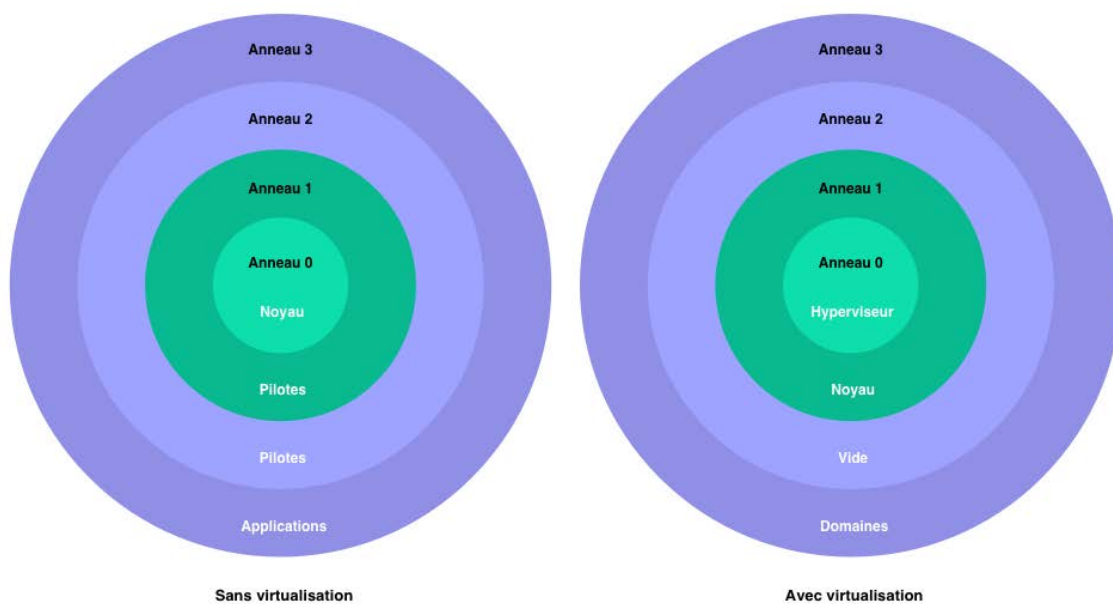 Anneau 3
Anneau 2
Anneau 1
Anneau 0
Noyau
Pilotes
Pilotes
Applications
Sans virtualisation
Anneau 3
Anneau 2
Anneau 1
Anneau 0
Hyperviseur
Noyau
Vide
Domaines
Avec virtualisation